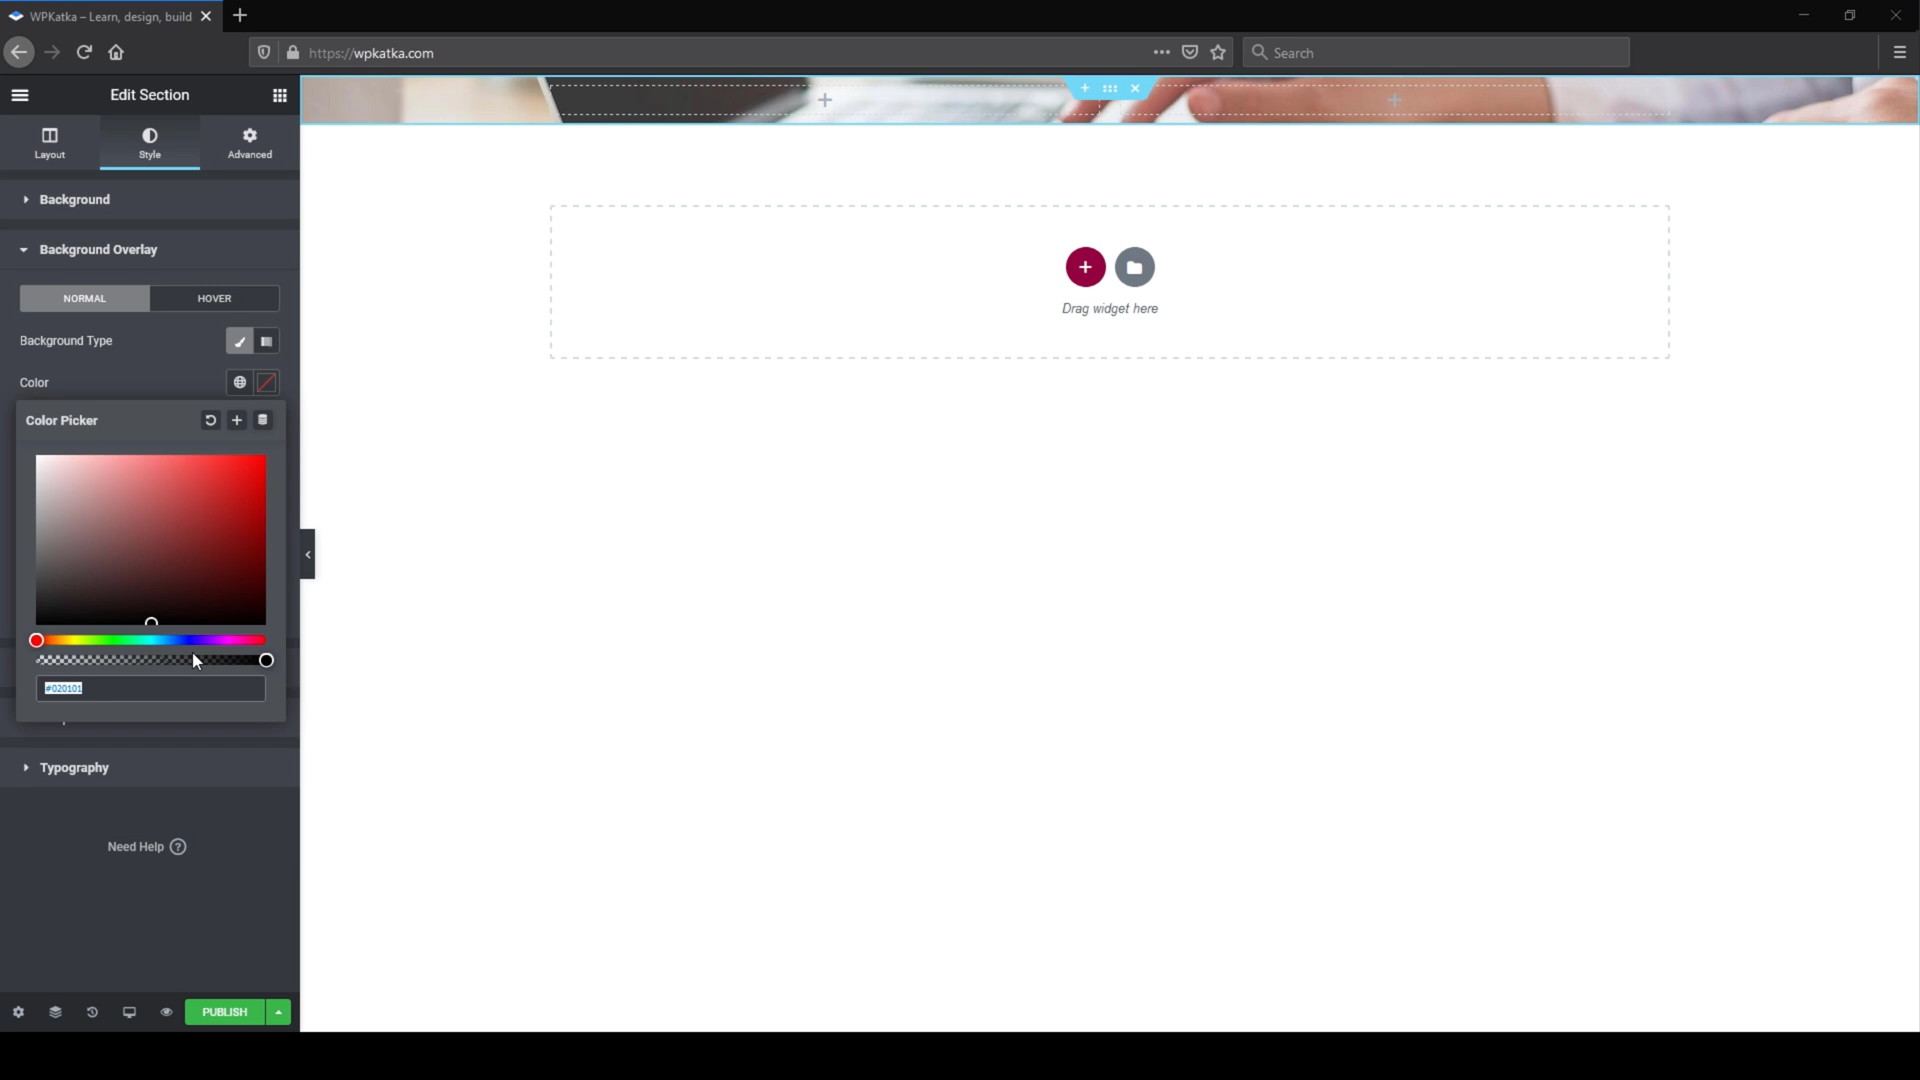 WPKatka – Learn, design, build
https://wpkatka.com
Search
Edit Section
Layout
Style
Advanced
Background
Background Overlay
NORMAL
HOVER
Background Type
Color
Color Picker
#020101
Typography
Need Help ?
PUBLISH
Drag widget here